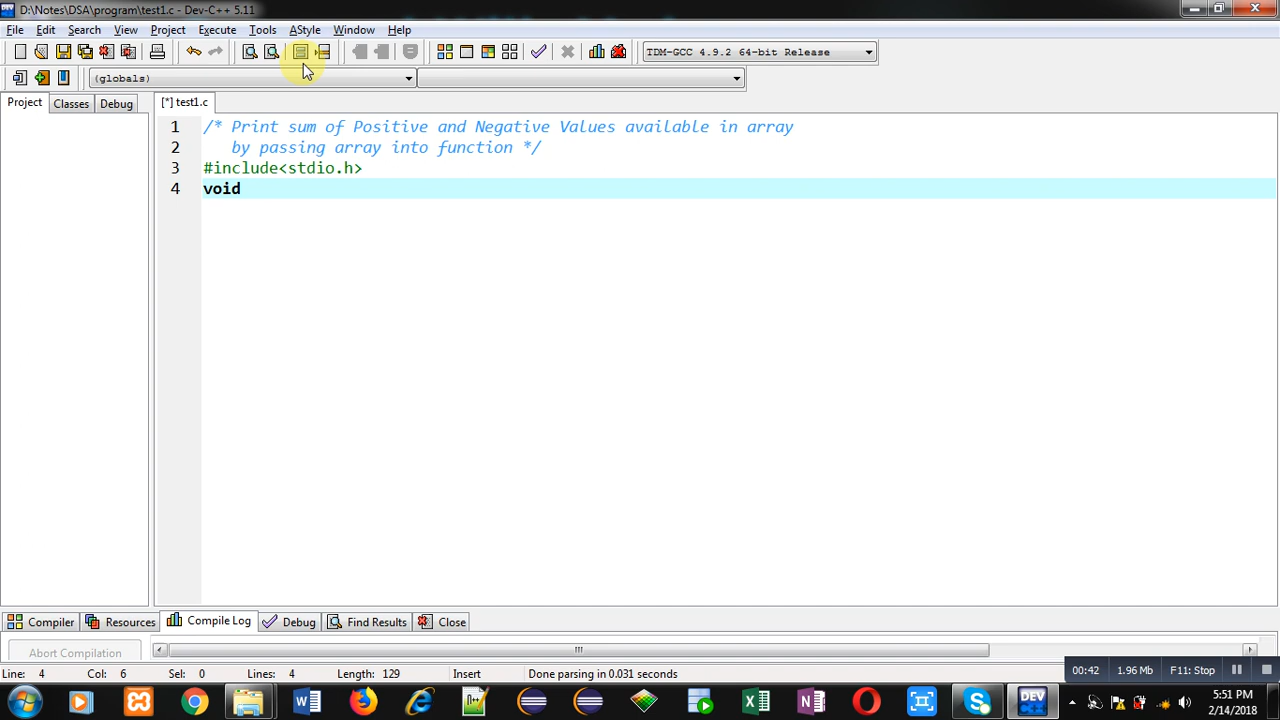 D:\Notes\DSA\program\test1.c - Dev-C++ 5.11
File Edit Search View Project Execute Tools AStyle Window Help
TDM-GCC 4.9.2 64-bit Release
(globals)
Project Classes Debug [*] test1.c
1 /* Print sum of Positive and Negative Values available in array
2 by passing array into function */
3 #include<stdio.h>
4 void
Compiler Resources Compile Log Debug Find Results Close
Abort Compilation
Line: 4 Col: 6 Sel: 0 Lines: 4 Length: 129 Insert Done parsing in 0.031 seconds
00:42 1.96 Mb F11: Stop
DEV
5:51 PM
2/14/2018